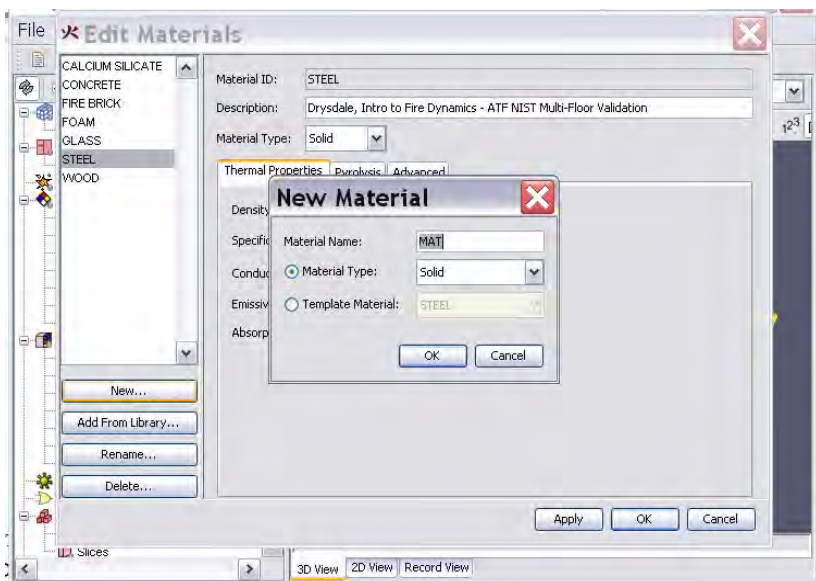 File
Edit Materials
CALCIUM SILICATE
CONCRETE
FIRE BRICK
FOAM
GLASS
STEEL
WOOD
New...
Add From Library...
Rename...
Delete...
Material ID: STEEL
Description: Drysdale, Intro to Fire Dynamics - ATF NIST Multi-Floor Validation
Material Type: Solid
Thermal Properties Pyrolysis Advanced
Density
Specific
Conduc
Emissiv
Absorp
New Material
Material Name: MAT
Material Type: Solid
Template Material: STEEL
OK Cancel
Apply OK Cancel
123
Slices
3D View 2D View Record View